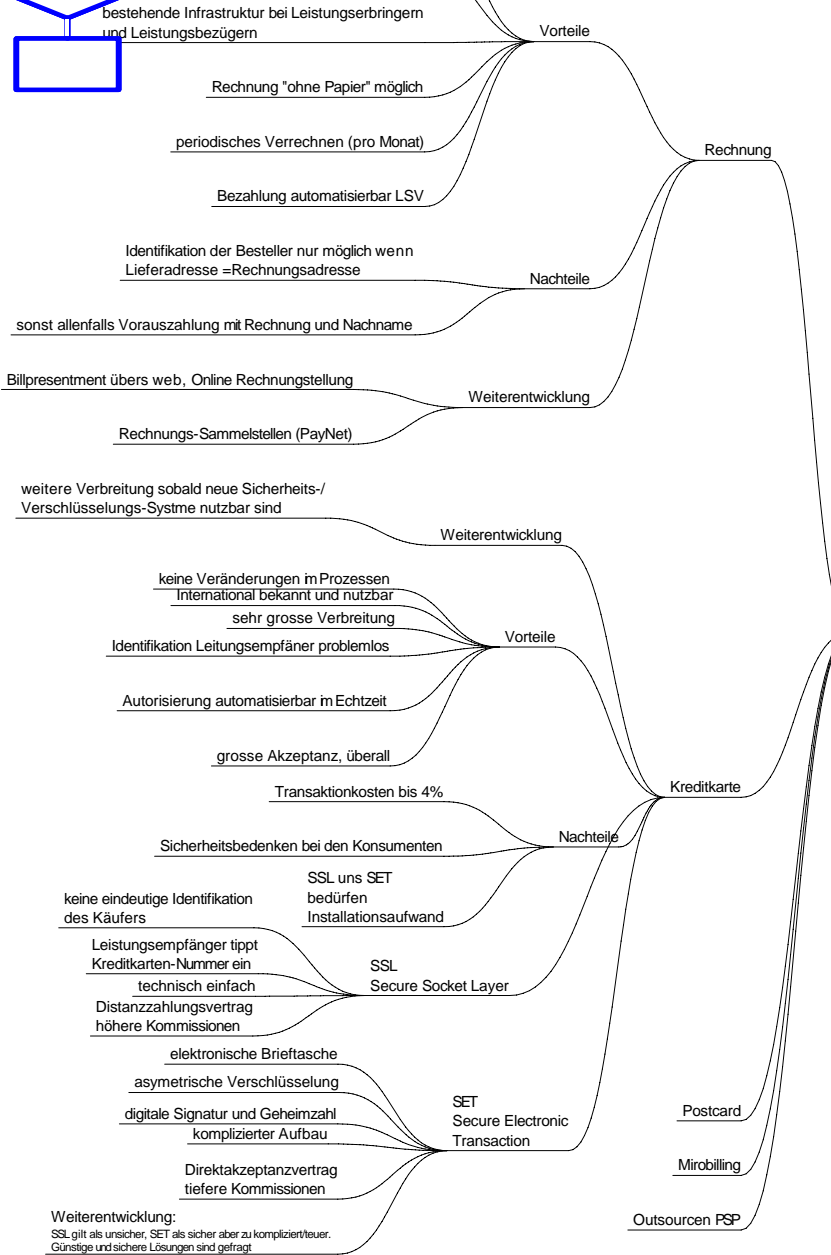 bestehende Infrastruktur bei Leistungserbringern
und Leistungsbezügern
Vorteile
Rechnung "ohne Papier" möglich
periodisches Verrechnen (pro Monat)
Rechnung
Bezahlung automatisierbar LSV
Identifikation der Besteller nur möglich wenn
Lieferadresse =Rechnungsadresse
Nachteile
sonst allenfalls Vorauszahlung mit Rechnung und Nachname
Billpresentment übers web, Online Rechnungstellung
Weiterentwicklung
Rechnungs-Sammelstellen (PayNet)
weitere Verbreitung sobald neue Sicherheits-/
Verschlüsselungs-Systme nutzbar sind
Weiterentwicklung
keine Veränderungen im Prozessen
International bekannt und nutzbar
sehr grosse Verbreitung
Vorteile
Identifikation Leitungsempfäner problemlos
Autorisierung automatisierbar im Echtzeit
grosse Akzeptanz, überall
Kreditkarte
Transaktionkosten bis 4%
Nachteile
Sicherheitsbedenken bei den Konsumenten
SSL uns SET
bedürfen
Installationsaufwand
keine eindeutige Identifikation
des Käufers
Leistungsempfänger tippt
Kreditkarten-Nummer ein
SSL
Secure Socket Layer
technisch einfach
Distanzzahlungsvertrag
höhere Kommissionen
elektronische Brieftasche
asymetrische Verschlüsselung
digitale Signatur und Geheimzahl
komplizierter Aufbau
SET
Secure Electronic
Transaction
Direktakzeptanzvertrag
tiefere Kommissionen
Weiterentwicklung:
SSL gilt als unsicher, SET als sicher aber zu kompliziert/teuer.
Günstige und sichere Lösungen sind gefragt
Postcard
Mirobilling
Outsourcen PSP